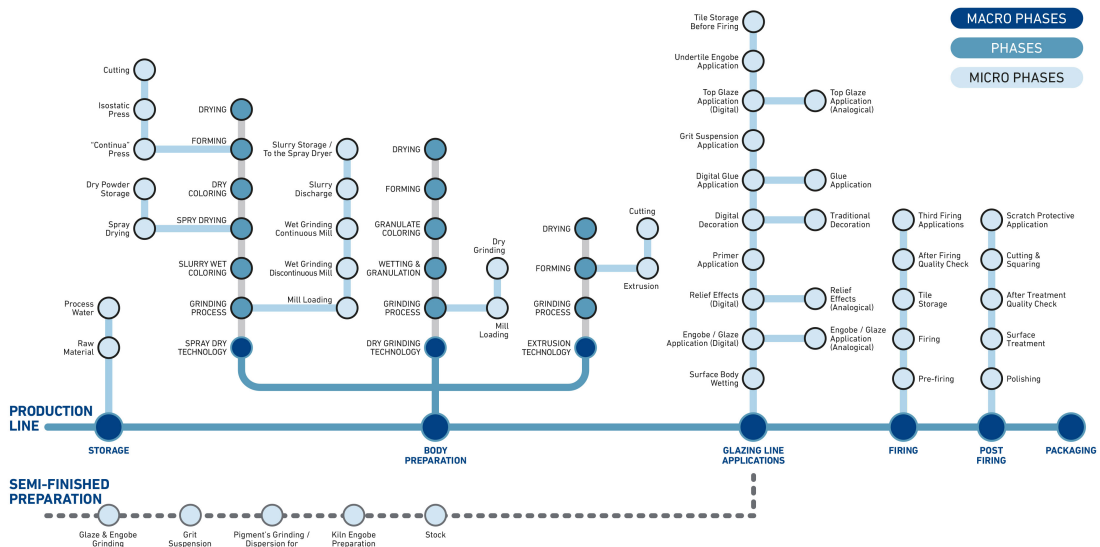 MACRO PHASES
PHASES
MICRO PHASES
Cutting
Isostatic
Press
"Continua"
Press
Dry Powder
Storage
Spray
Drying
Process
Water
Raw
Material
DRYING
FORMING
DRY
COLORING
SPRY DRYING
SLURRY WET
COLORING
GRINDING
PROCESS
SPRAY DRY
TECHNOLOGY
Slurry Storage /
To the Spray Dryer
Slurry
Discharge
Wet Grinding
Continuous Mill
Wet Grinding
Discontinuous Mill
Mill Loading
DRYING
FORMING
GRANULATE
COLORING
WETTING &
GRANULATION
GRINDING
PROCESS
DRY GRINDING
TECHNOLOGY
Dry
Grinding
Mill
Loading
DRYING
FORMING
GRINDING
PROCESS
EXTRUSION
TECHNOLOGY
Cutting
Extrusion
Tile Storage
Before Firing
Undertile Engobe
Application
Top Glaze
Application
(Digital)
Top Glaze
Application
(Analogical)
Grit Suspension
Application
Digital Glue
Application
Glue
Application
Digital
Decoration
Traditional
Decoration
Primer
Application
Relief Effects
(Digital)
Relief
Effects
(Analogical)
Engobe / Glaze
Application (Digital)
Engobe / Glaze
Application
(Analogical)
Surface Body
Wetting
Third Firing
Applications
After Firing
Quality Check
Tile
Storage
Firing
Pre-firing
Scratch Protective
Application
Cutting &
Squaring
After Treatment
Quality Check
Surface
Treatment
Polishing
PRODUCTION
LINE
STORAGE
BODY
PREPARATION
GLAZING LINE
APPLICATIONS
FIRING
POST
FIRING
PACKAGING
SEMI-FINISHED
PREPARATION
Glaze & Engobe
Grinding
Grit
Suspension
Pigment's Grinding /
Dispersion for
Kiln Engobe
Preparation
Stock